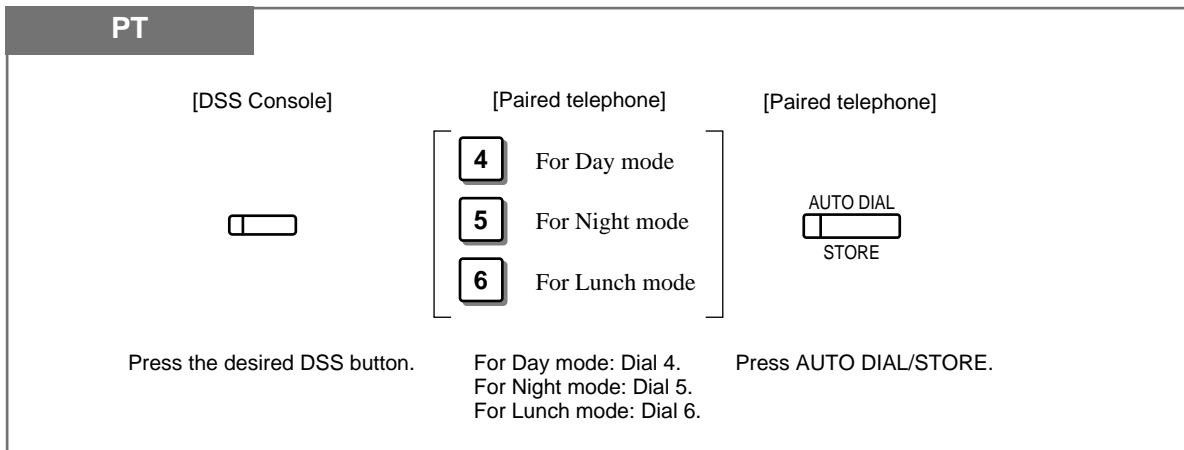 PT
[DSS Console] [Paired telephone] [Paired telephone]
4 For Day mode
5 For Night mode
6 For Lunch mode
AUTO DIAL
STORE
Press the desired DSS button.
For Day mode: Dial 4.
For Night mode: Dial 5.
For Lunch mode: Dial 6.
Press AUTO DIAL/STORE.